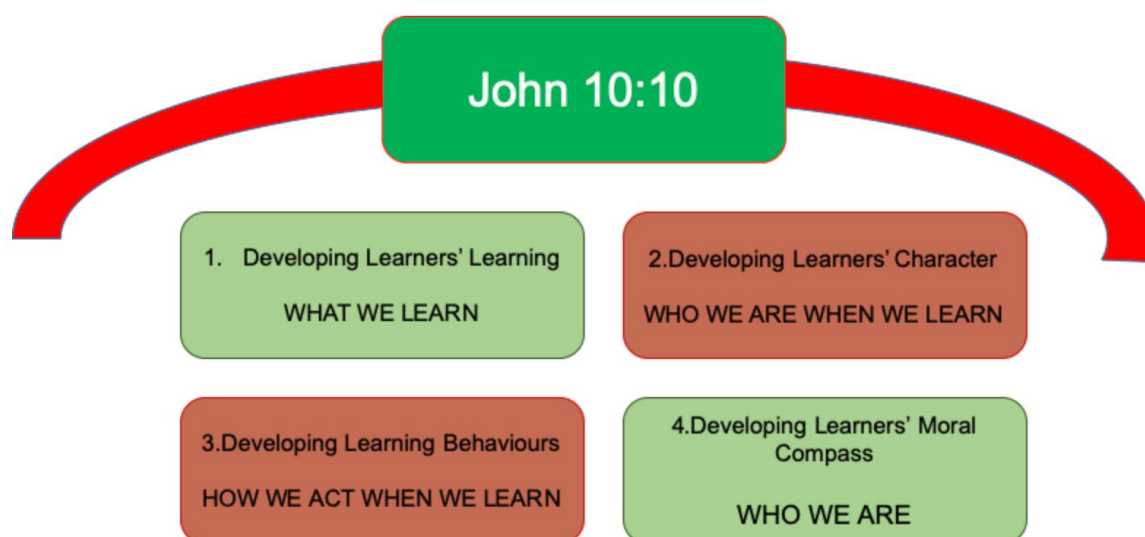 John 10:10
1. Developing Learners' Learning
WHAT WE LEARN
2.Developing Learners' Character
WHO WE ARE WHEN WE LEARN
3.Developing Learning Behaviours
HOW WE ACT WHEN WE LEARN
4.Developing Learners' Moral
Compass
WHO WE ARE